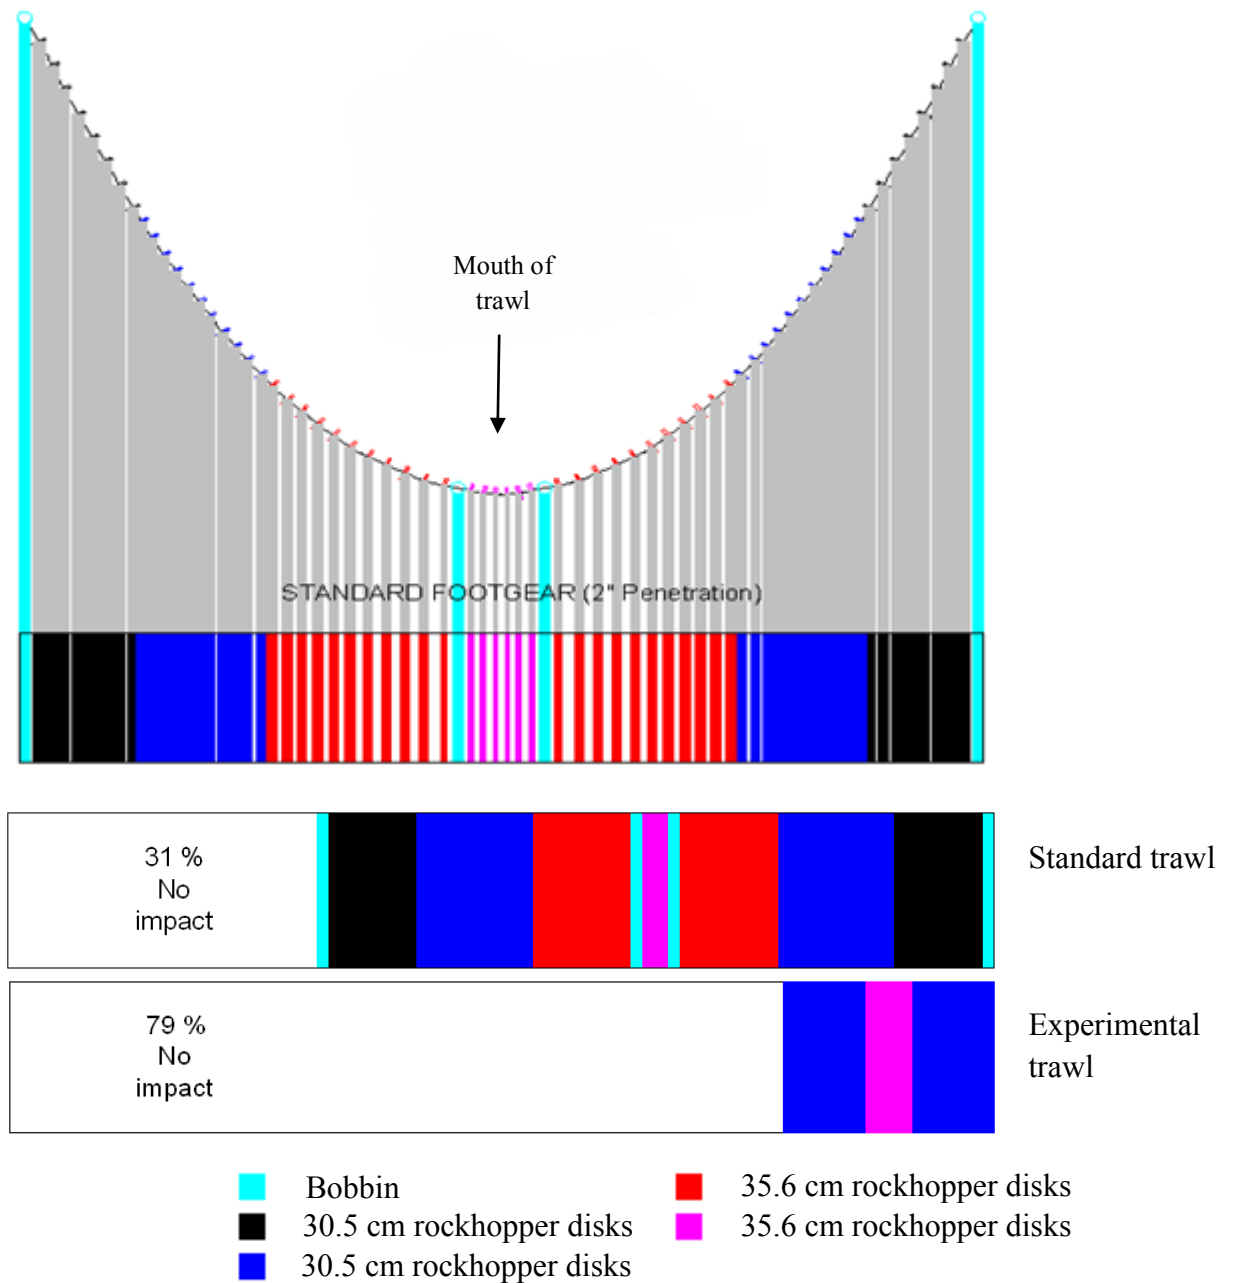 Mouth of
trawl
STANDARD FOOTGEAR (2" Penetration)
31 %
No
impact
Standard trawl
79 %
No
impact
Experimental
trawl
Bobbin
30.5 cm rockhopper disks
30.5 cm rockhopper disks
35.6 cm rockhopper disks
35.6 cm rockhopper disks